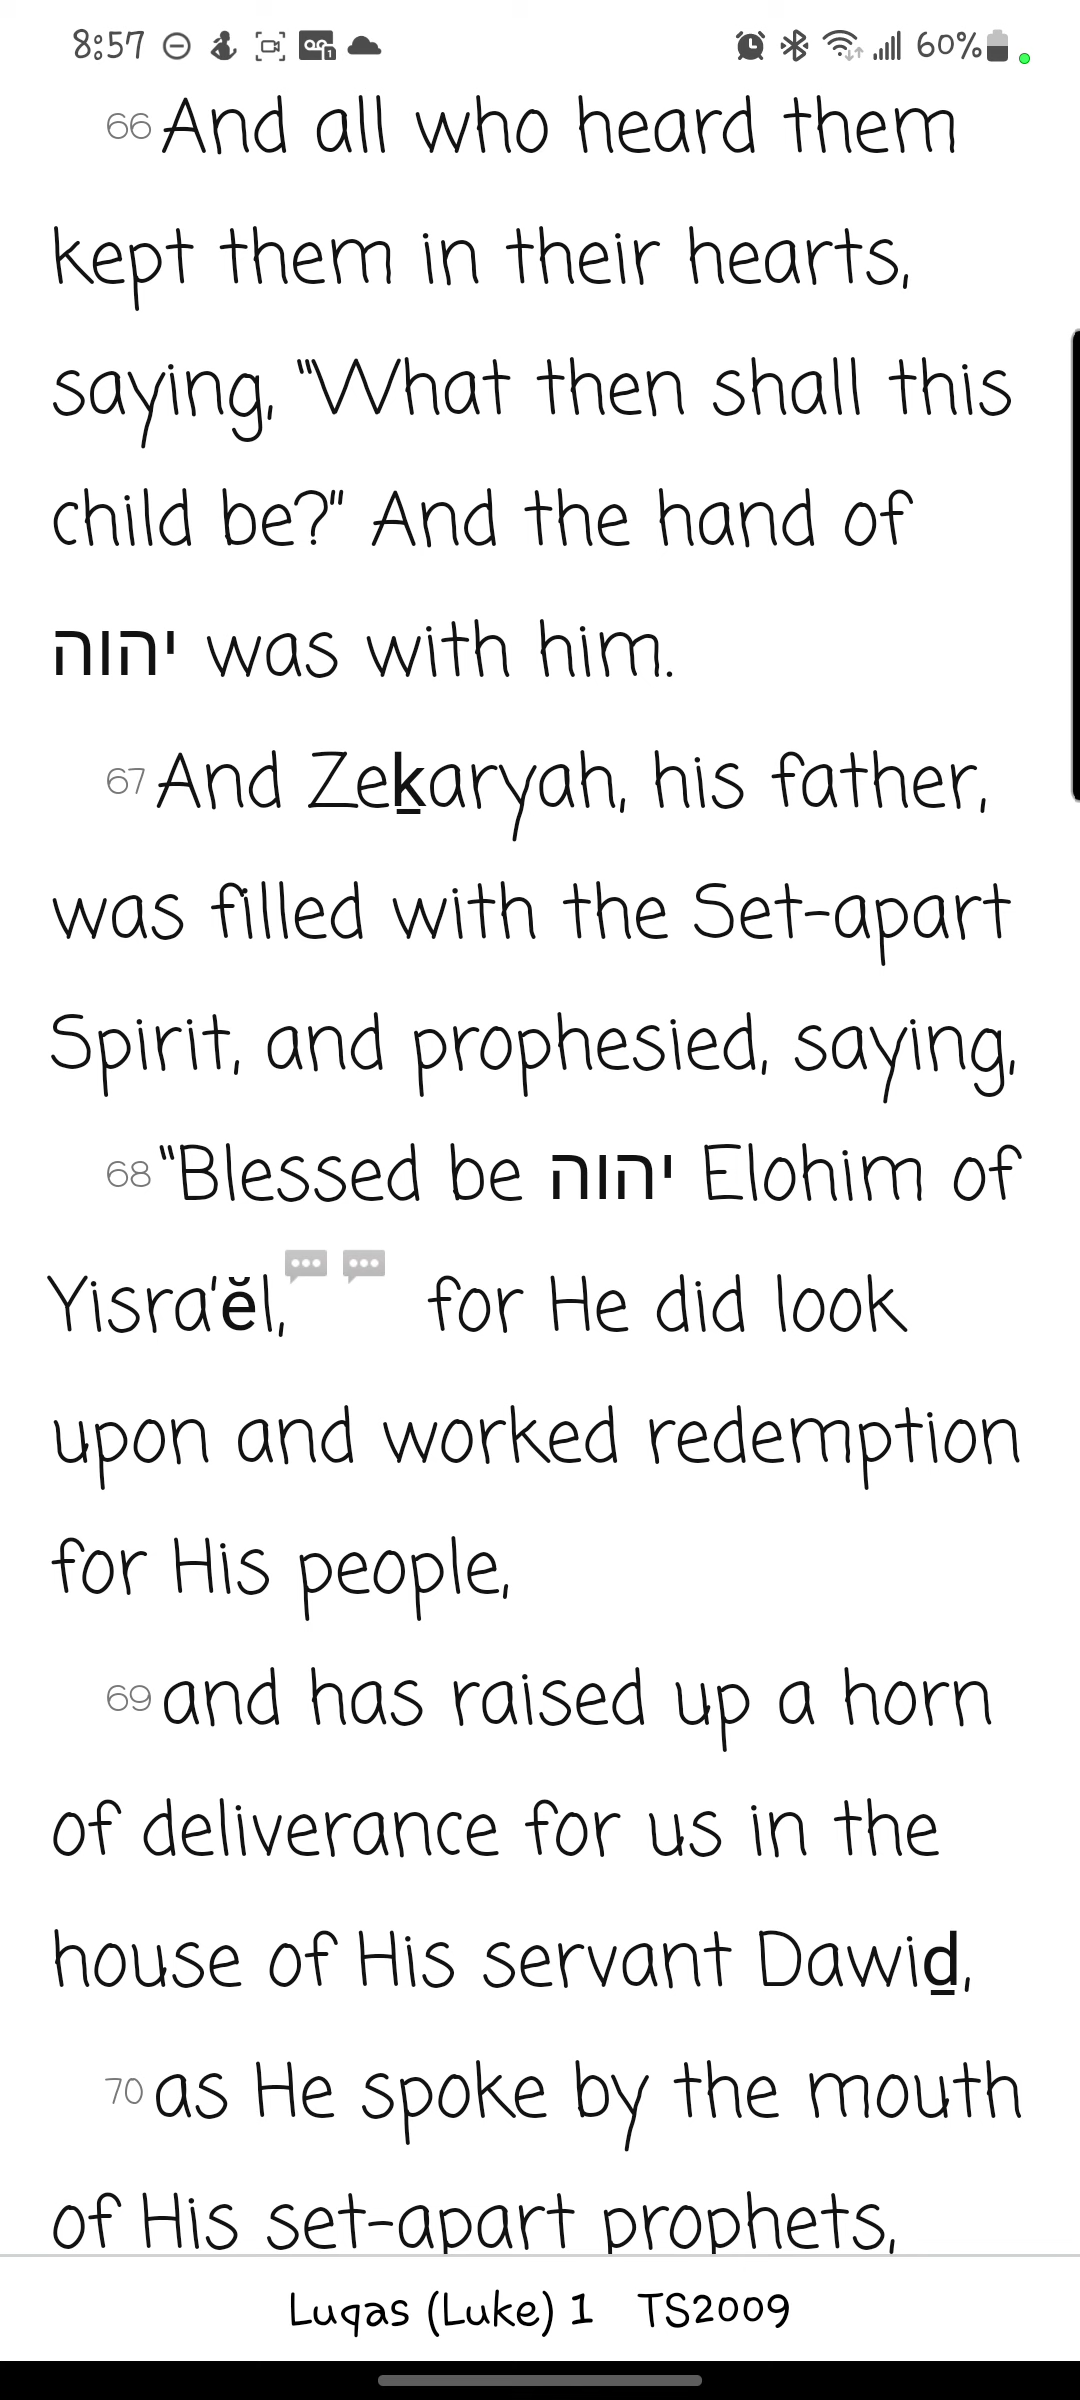 8:57 60%
66 And all who heard them
kept them in their hearts,
saying, "What then shall this
child be?" And the hand of
יהוה was with him.
67 And Zeḵaryah, his father,
was filled with the Set-apart
Spirit, and prophesied, saying,
68 "Blessed be יהוה Elohim of
Yisra'ĕl, for He did look
upon and worked redemption
for His people,
69 and has raised up a horn
of deliverance for us in the
house of His servant Dawiḏ,
70 as He spoke by the mouth
of His set-apart prophets,
Luqas (Luke) 1 TS2009